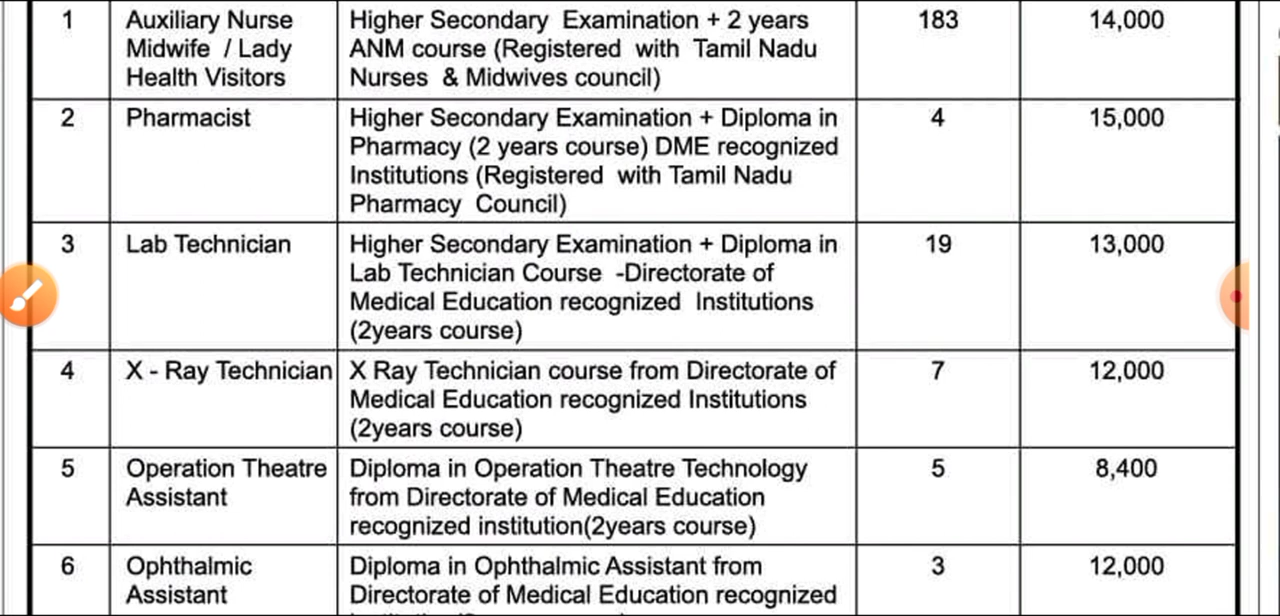 1 Auxiliary Nurse Higher Secondary Examination + 2 years 183 14,000
Midwife / Lady ANM course (Registered with Tamil Nadu
Health Visitors Nurses & Midwives council)
2 Pharmacist Higher Secondary Examination + Diploma in 4 15,000
Pharmacy (2 years course) DME recognized
Institutions (Registered with Tamil Nadu
Pharmacy Council)
3 Lab Technician Higher Secondary Examination + Diploma in 19 13,000
Lab Technician Course -Directorate of
Medical Education recognized Institutions
(2years course)
4 X - Ray Technician X Ray Technician course from Directorate of 7 12,000
Medical Education recognized Institutions
(2years course)
5 Operation Theatre Diploma in Operation Theatre Technology 5 8,400
Assistant from Directorate of Medical Education
recognized institution(2years course)
6 Ophthalmic Diploma in Ophthalmic Assistant from 3 12,000
Assistant Directorate of Medical Education recognized